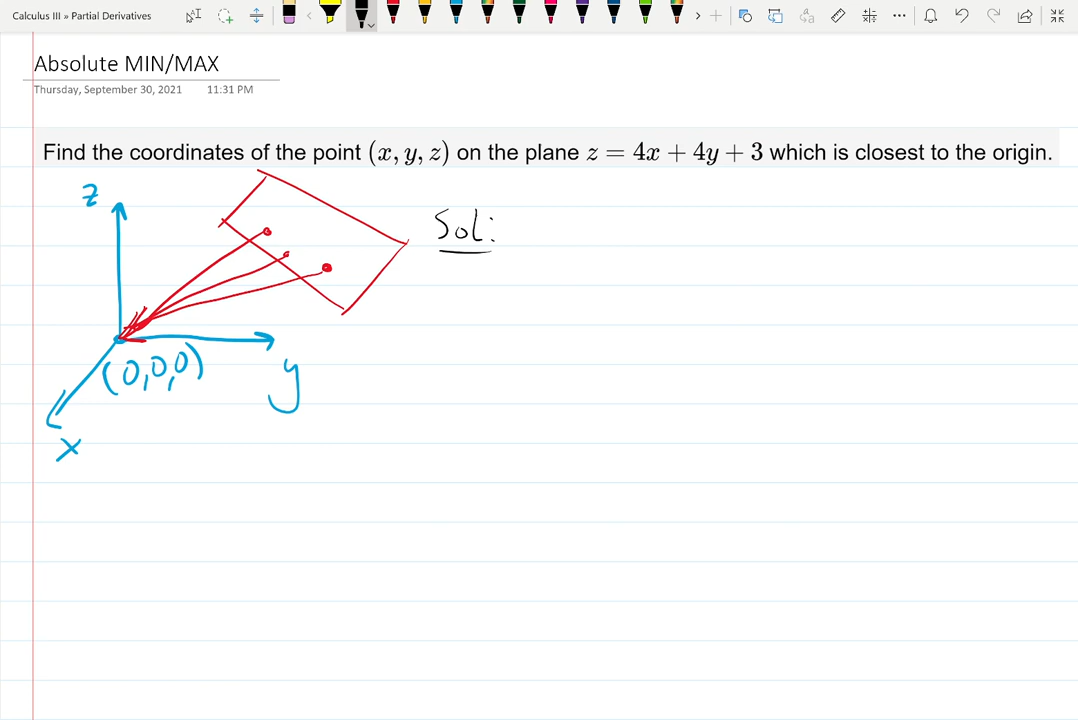 Calculus III » Partial Derivatives
Absolute MIN/MAX
Thursday, September 30, 2021 11:31 PM
Find the coordinates of the point (x, y, z) on the plane z = 4x + 4y + 3 which is closest to the origin.
z
Sol:
(0,0,0)
y
x